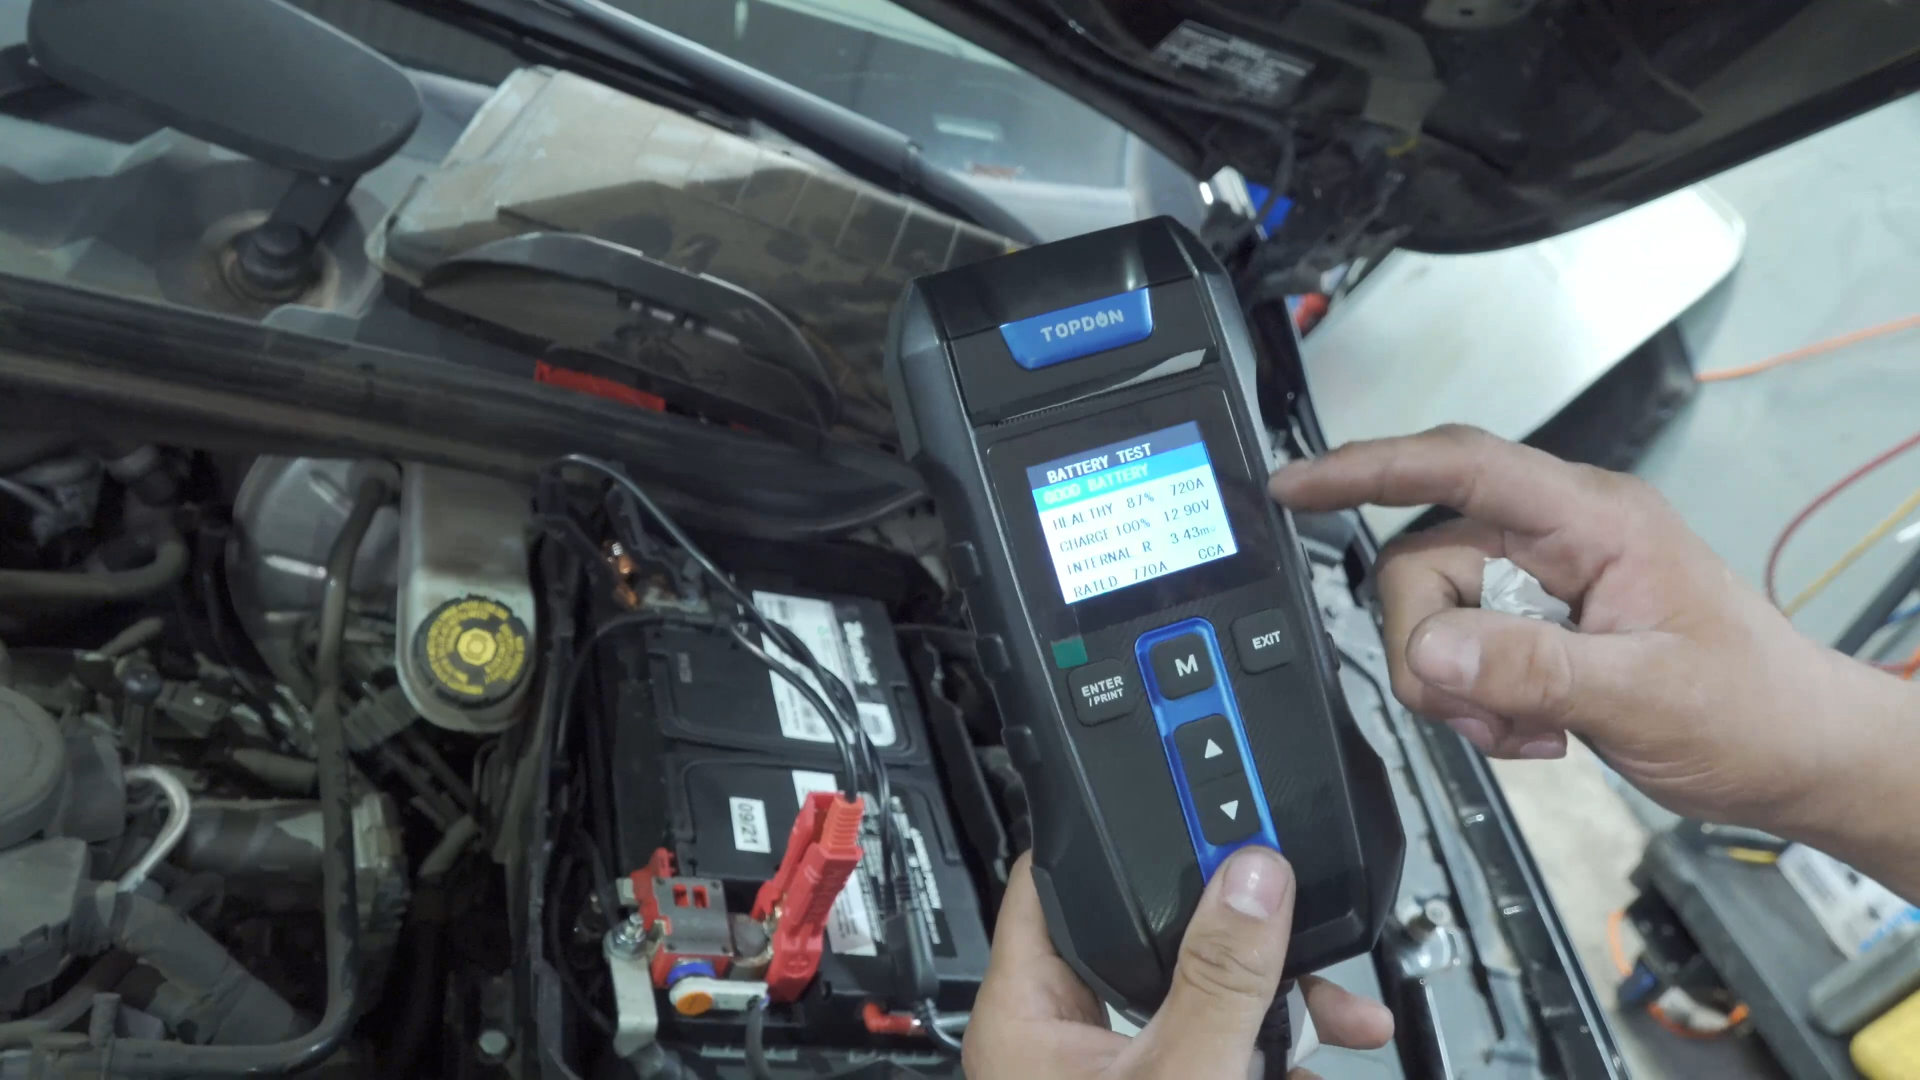 TOPDON
BATTERY TEST
GOOD BATTERY
HEALTHY 87% 720A
CHARGE 100% 12.90V
INTERNAL R 3.43mΩ
RATED 770A CCA
ENTER
/PRINT
M
EXIT
09/21